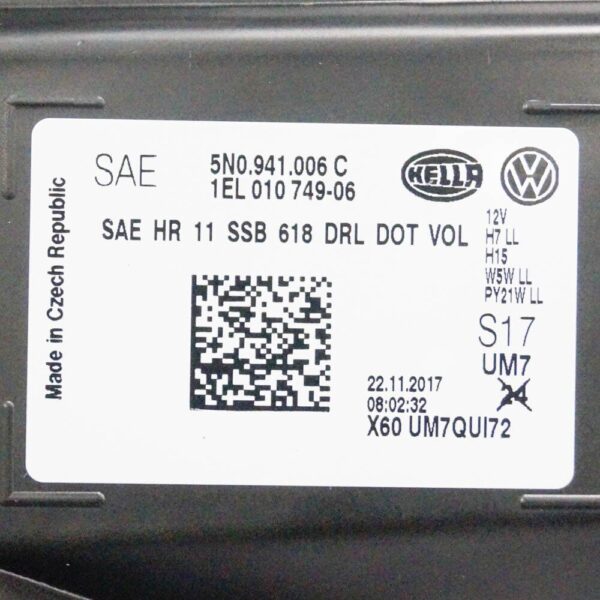 Made in Czech Republic
SAE
5N0.941.006 C
1EL 010 749-06
HELLA
SAE HR 11 SSB 618 DRL DOT VOL
12V
H7 LL
H15
W5W LL
PY21W LL
S17
UM7
24
22.11.2017
08:02:32
X60 UM7QUI72